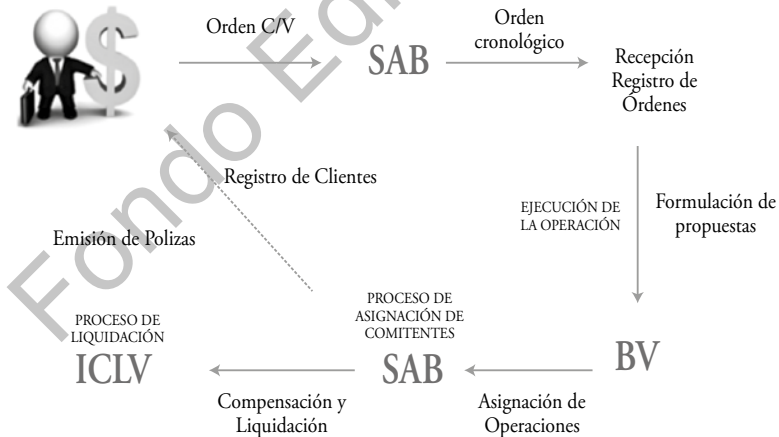 Orden C/V
SAB
Orden
cronológico
Recepción
Registro de
Órdenes
Registro de Clientes
EJECUCIÓN DE
LA OPERACIÓN
Formulación de
propuestas
Emisión de Polizas
PROCESO DE
LIQUIDACIÓN
ICLV
PROCESO DE
ASIGNACIÓN DE
COMITENTES
SAB
BV
Compensación y
Liquidación
Asignación de
Operaciones
Fondo